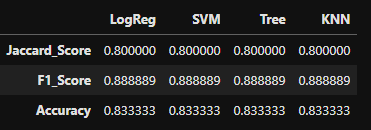 LogReg SVM Tree KNN
Jaccard_Score 0.800000 0.800000 0.800000 0.800000
F1_Score 0.888889 0.888889 0.888889 0.888889
Accuracy 0.833333 0.833333 0.833333 0.833333